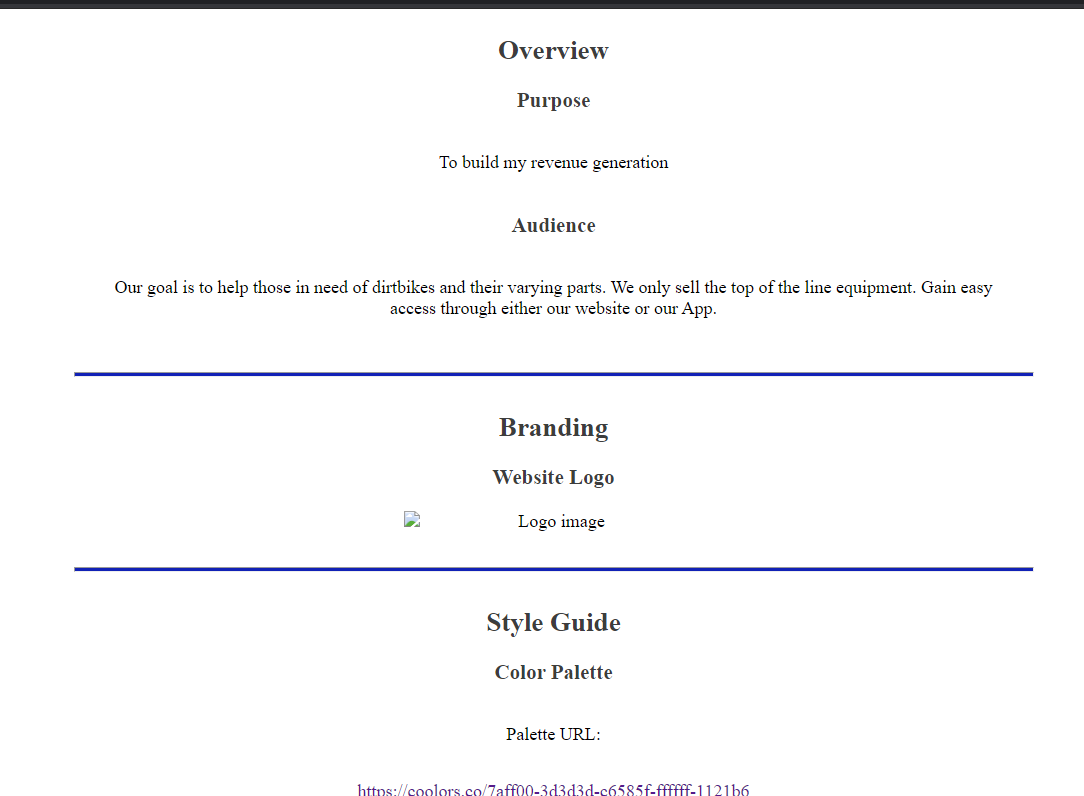 Overview
Purpose
To build my revenue generation
Audience
Our goal is to help those in need of dirtbikes and their varying parts. We only sell the top of the line equipment. Gain easy
access through either our website or our App.
Branding
Website Logo
Logo image
Style Guide
Color Palette
Palette URL:
https://coolors.co/7aff00-3d3d3d-c6585f-ffffff-1121b6